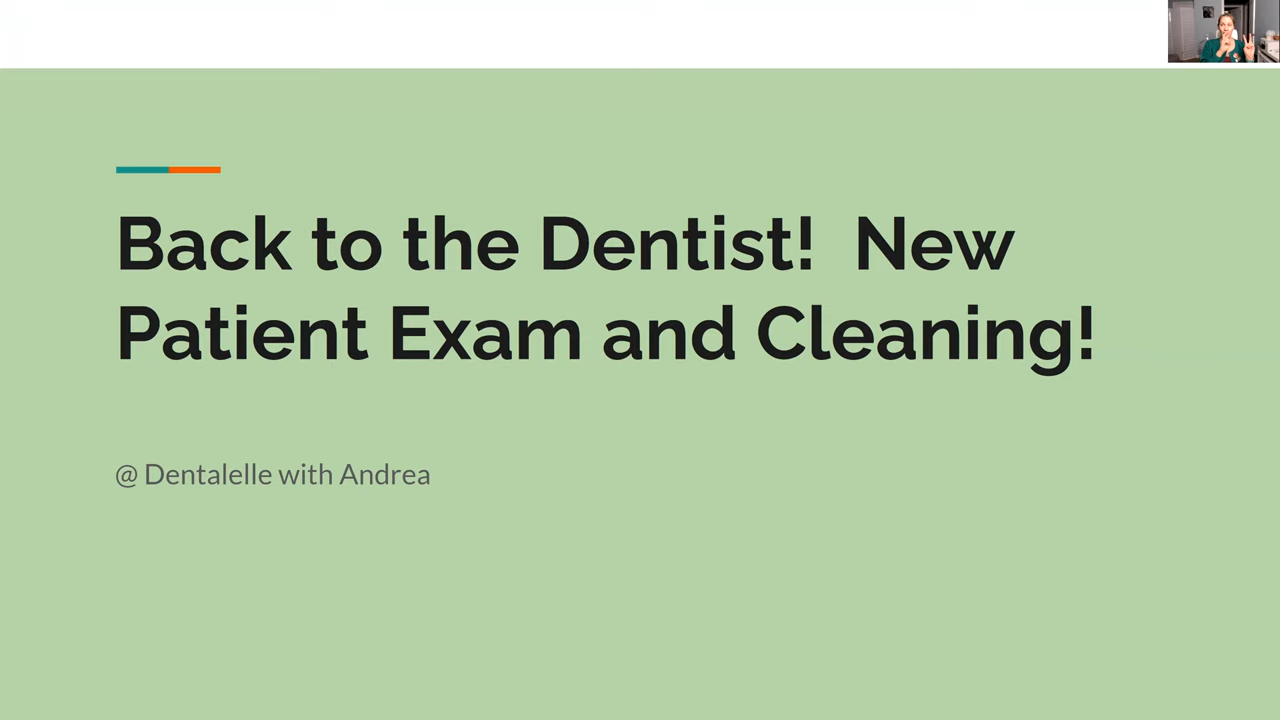 Back to the Dentist!  New
Patient Exam and Cleaning!
@ Dentalelle with Andrea